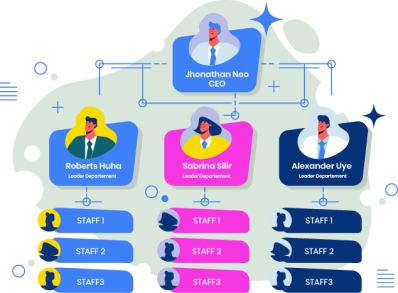 Jhonathan Neo
CEO
Roberts Huha
Leader Departement
Sabrina Silir
Leader Departement
Alexander Uye
Leader Departement
STAFF 1
STAFF 1
STAFF 1
STAFF 2
STAFF 2
STAFF 2
STAFF3
STAFF3
STAFF3